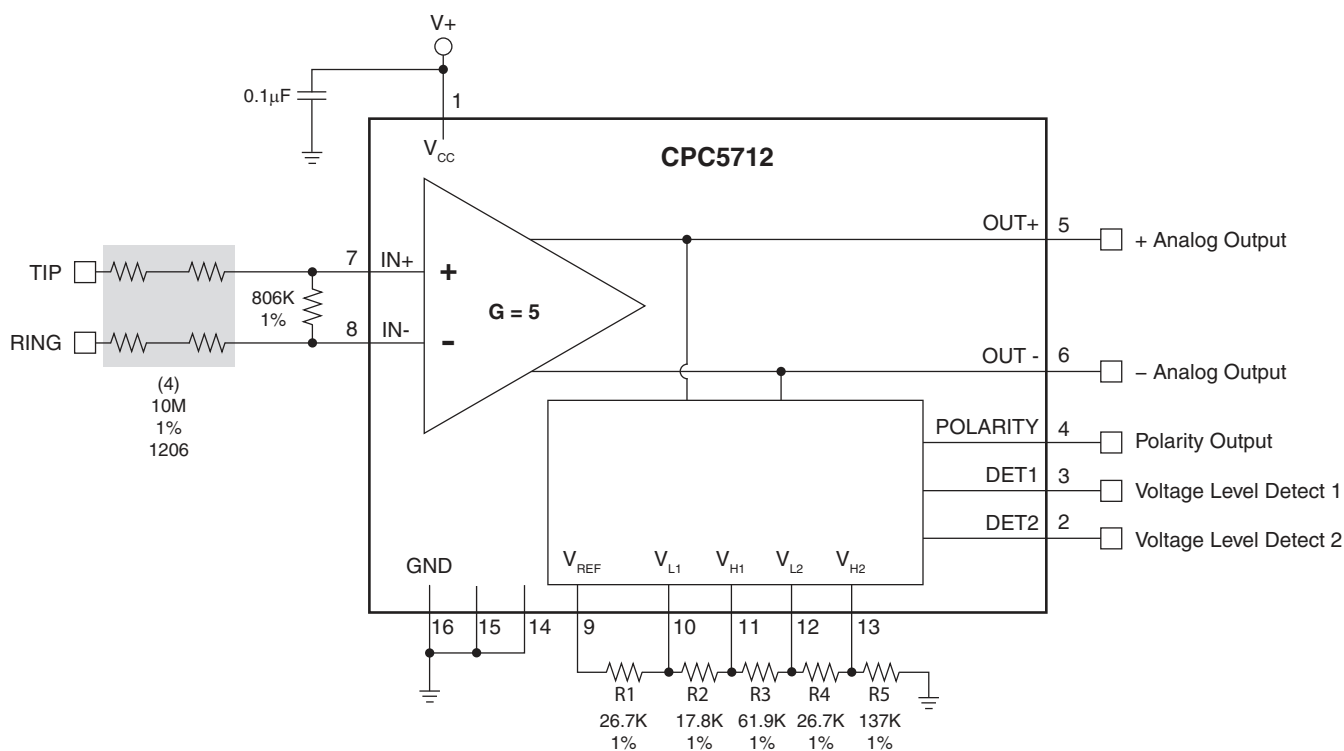 V+
0.1μF
1
VCC
CPC5712
OUT+
5
+ Analog Output
TIP
7
IN+
+
806K
1%
G = 5
RING
8
IN-
-
OUT -
6
– Analog Output
(4)
10M
1%
1206
POLARITY
4
Polarity Output
DET1
3
Voltage Level Detect 1
DET2
2
Voltage Level Detect 2
GND
VREF
VL1
VH1
VL2
VH2
16
15
14
9
10
11
12
13
R1
R2
R3
R4
R5
26.7K
17.8K
61.9K
26.7K
137K
1%
1%
1%
1%
1%